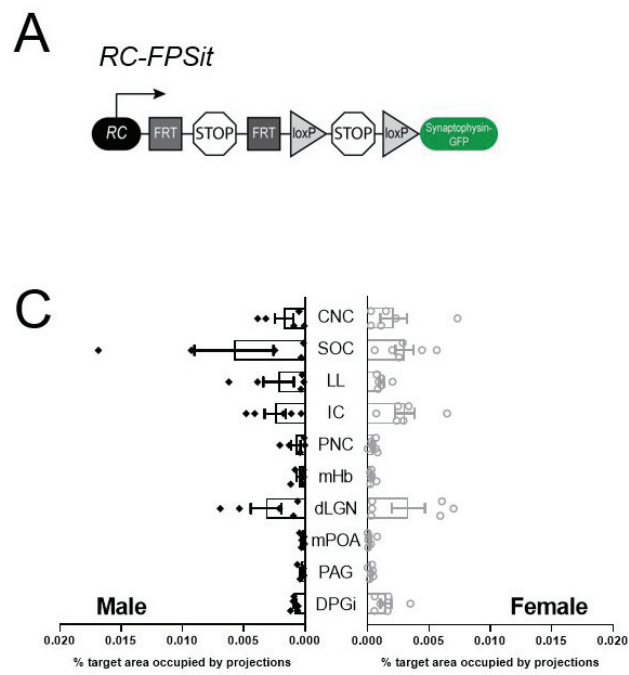 A
RC-FPSit
RC FRT STOP FRT loxP STOP loxP Synaptophysin-
GFP
C
CNC
SOC
LL
IC
PNC
mHb
dLGN
mPOA
PAG
DPGi
Male Female
0.020 0.015 0.010 0.005 0.000 0.000 0.005 0.010 0.015 0.020
% target area occupied by projections % target area occupied by projections